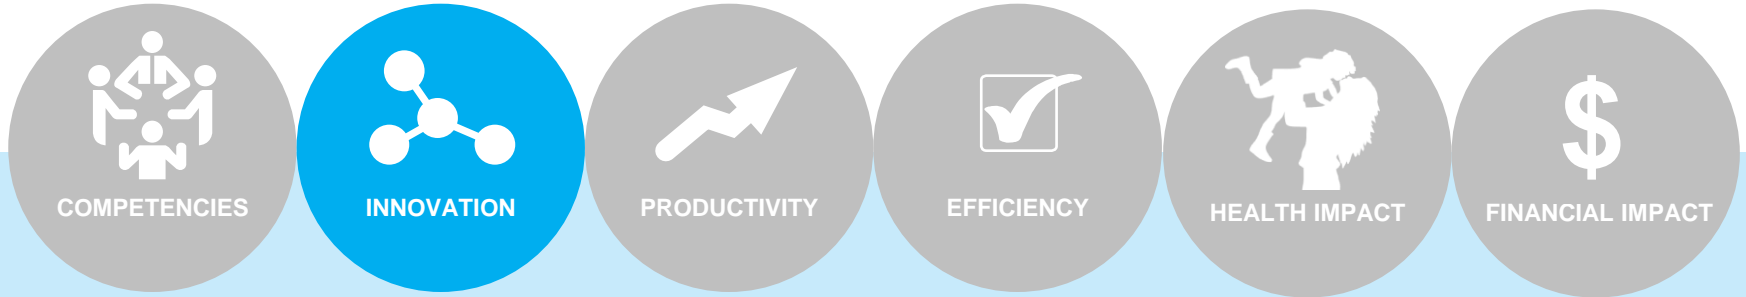 COMPETENCIES
INNOVATION
PRODUCTIVITY
EFFICIENCY
HEALTH IMPACT
FINANCIAL IMPACT